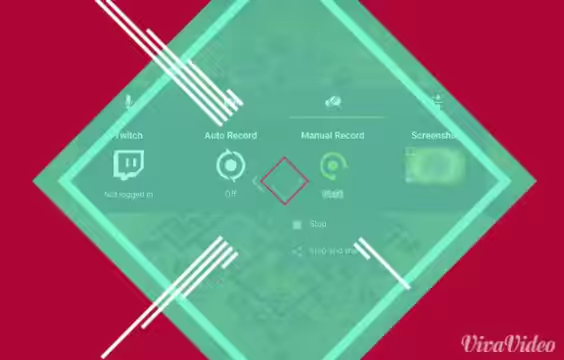 Twitch
Auto Record
Manual Record
Not logged in
Off
Start
Stop
VivaVideo